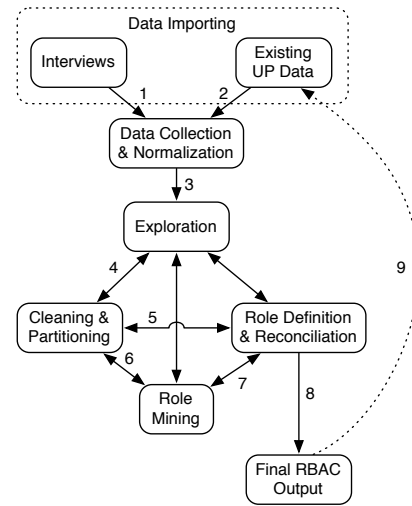 Data Importing
Interviews
Existing
UP Data
1
2
Data Collection
& Normalization
3
Exploration
4
9
Cleaning &
Partitioning
5
Role Definition
& Reconciliation
6
7
8
Role
Mining
Final RBAC
Output